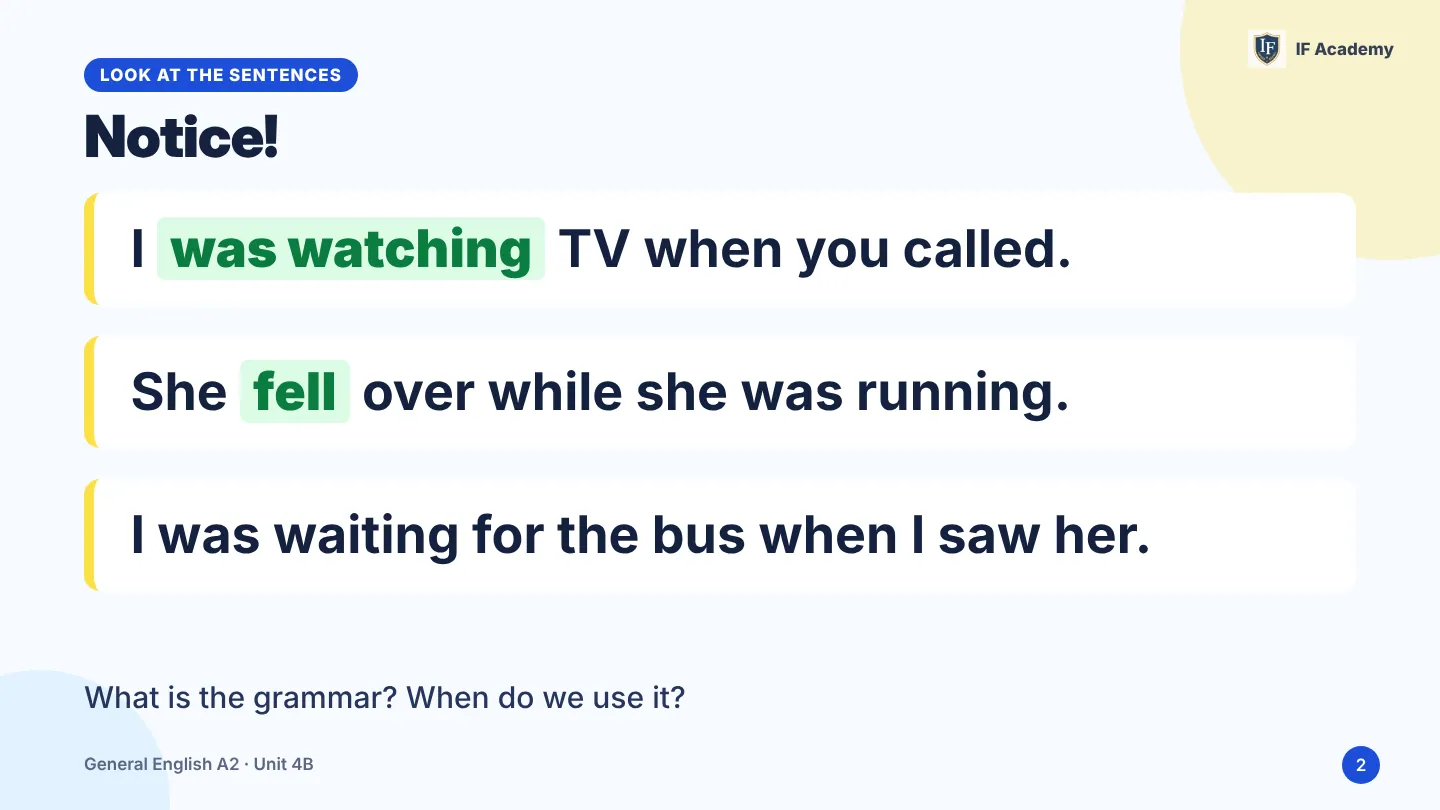 IF
IF Academy
LOOK AT THE SENTENCES
Notice!
I was watching TV when you called.
She fell over while she was running.
I was waiting for the bus when I saw her.
What is the grammar? When do we use it?
General English A2 · Unit 4B
2